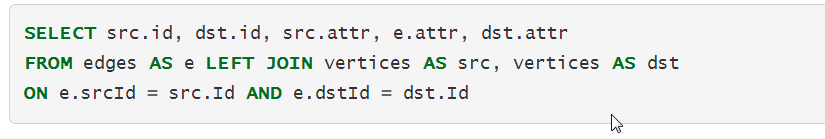 SELECT src.id, dst.id, src.attr, e.attr, dst.attr
FROM edges AS e LEFT JOIN vertices AS src, vertices AS dst
ON e.srcId = src.Id AND e.dstId = dst.Id